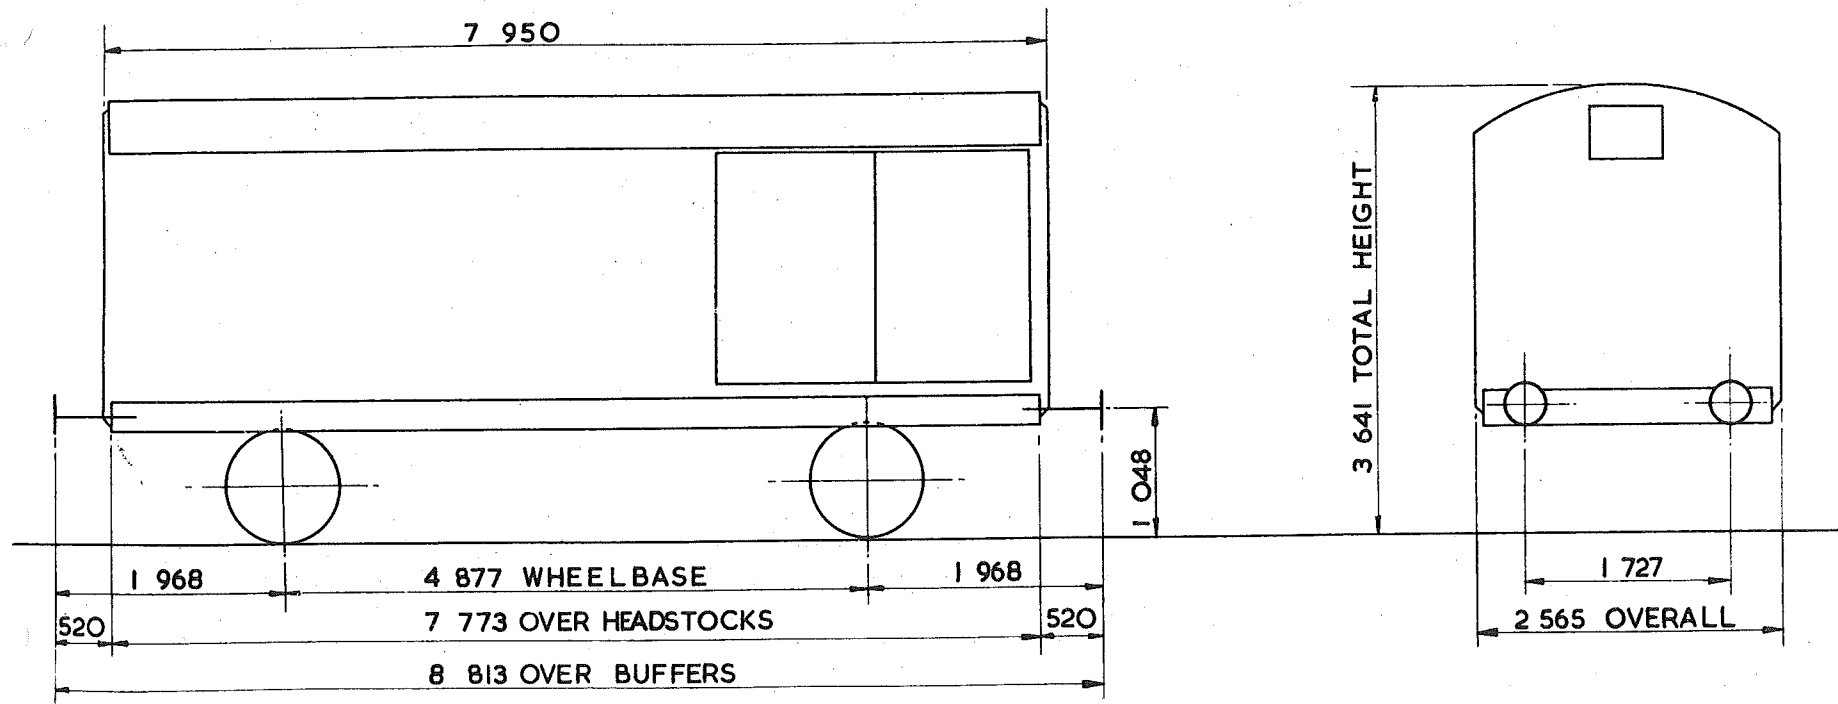 7 950
3 641 TOTAL HEIGHT
1 048
1 968
4 877 WHEELBASE
1 968
1 727
520
7 773 OVER HEADSTOCKS
520
2 565 OVERALL
8 813 OVER BUFFERS